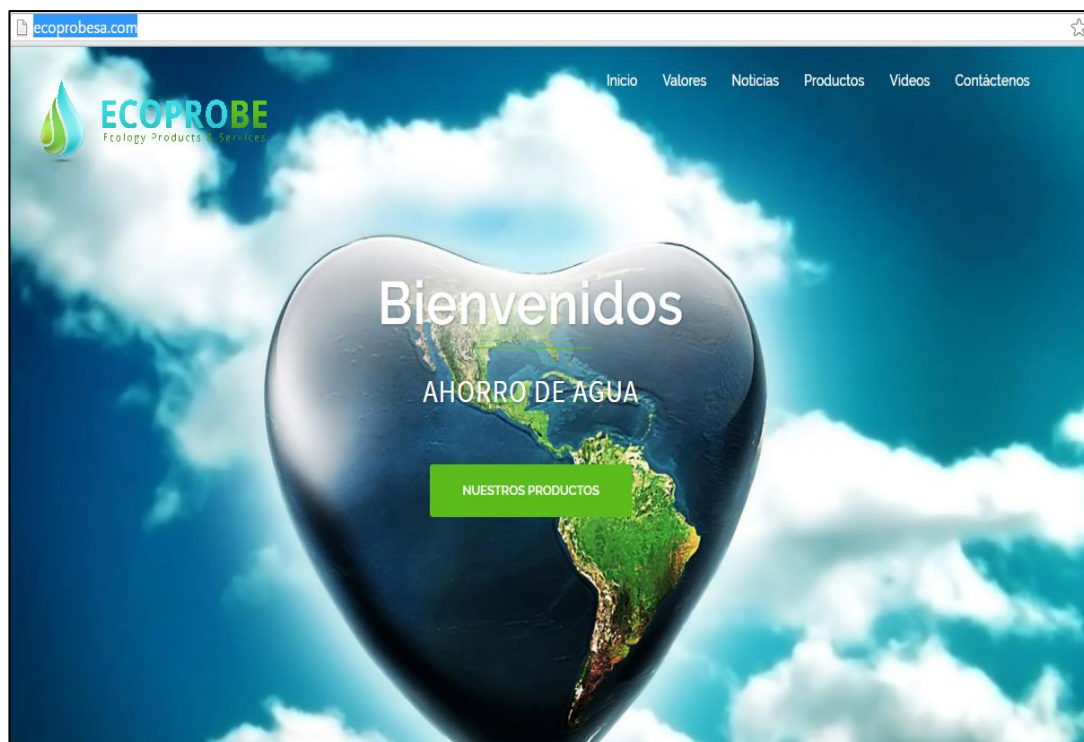 ecoprobesa.com
Inicio Valores Noticias Productos Videos Contáctenos
ECOPROBE
Ecology Products & Services
Bienvenidos
AHORRO DE AGUA
NUESTROS PRODUCTOS